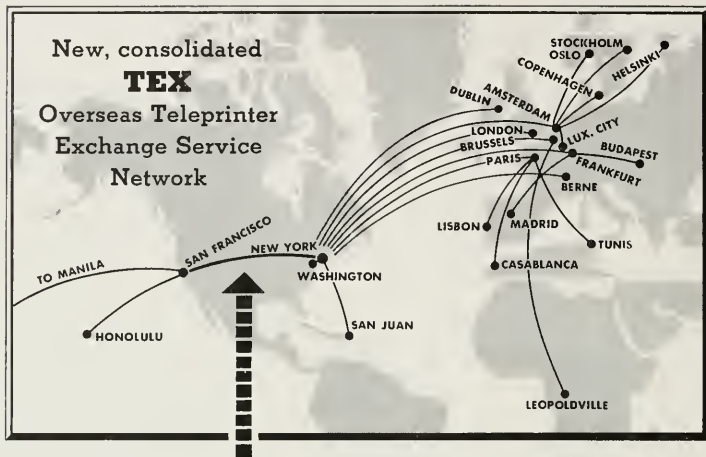 New, consolidated
TEX
Overseas Teleprinter
Exchange Service
Network
STOCKHOLM
OSLO
COPENHAGEN
HELSINKI
DUBLIN
AMSTERDAM
LONDON
LUX. CITY
BRUSSELS
BUDAPEST
PARIS
FRANKFURT
BERNE
LISBON
MADRID
TUNIS
CASABLANCA
SAN FRANCISCO
NEW YORK
WASHINGTON
TO MANILA
HONOLULU
SAN JUAN
LEOPOLDVILLE